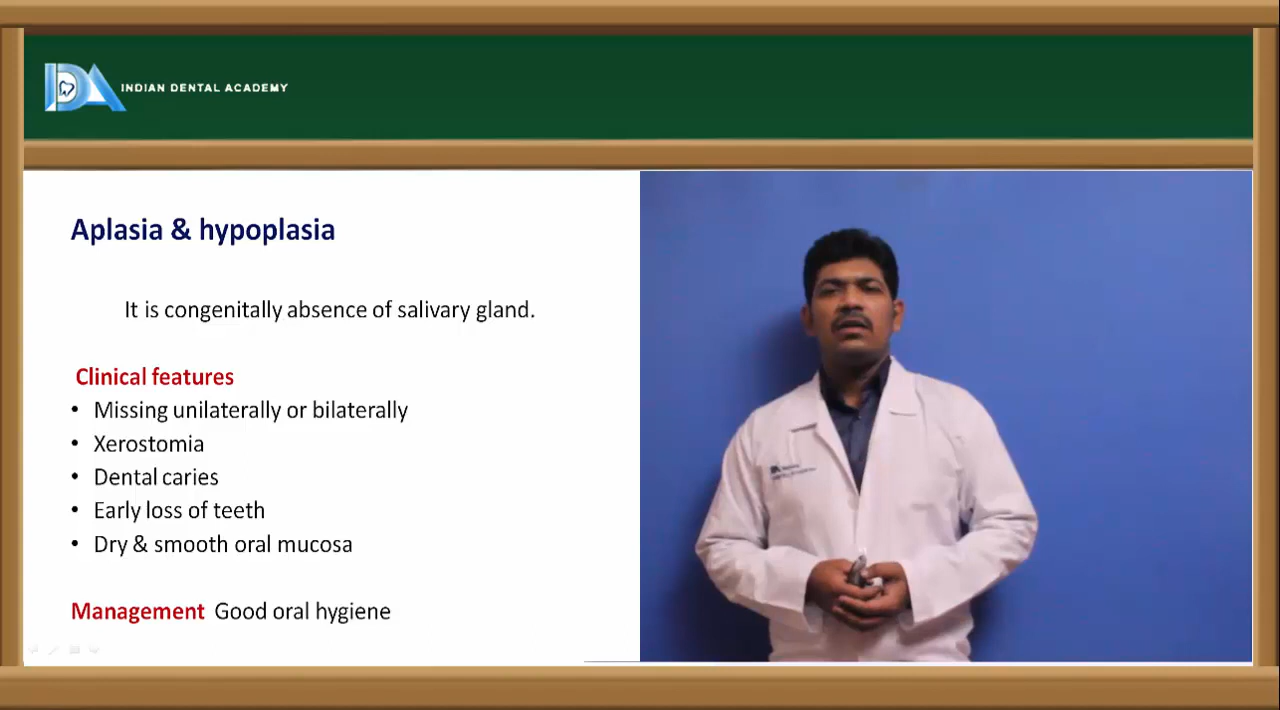 IDA INDIAN DENTAL ACADEMY
Aplasia & hypoplasia
It is congenitally absence of salivary gland.
Clinical features
• Missing unilaterally or bilaterally
• Xerostomia
• Dental caries
• Early loss of teeth
• Dry & smooth oral mucosa
Management Good oral hygiene